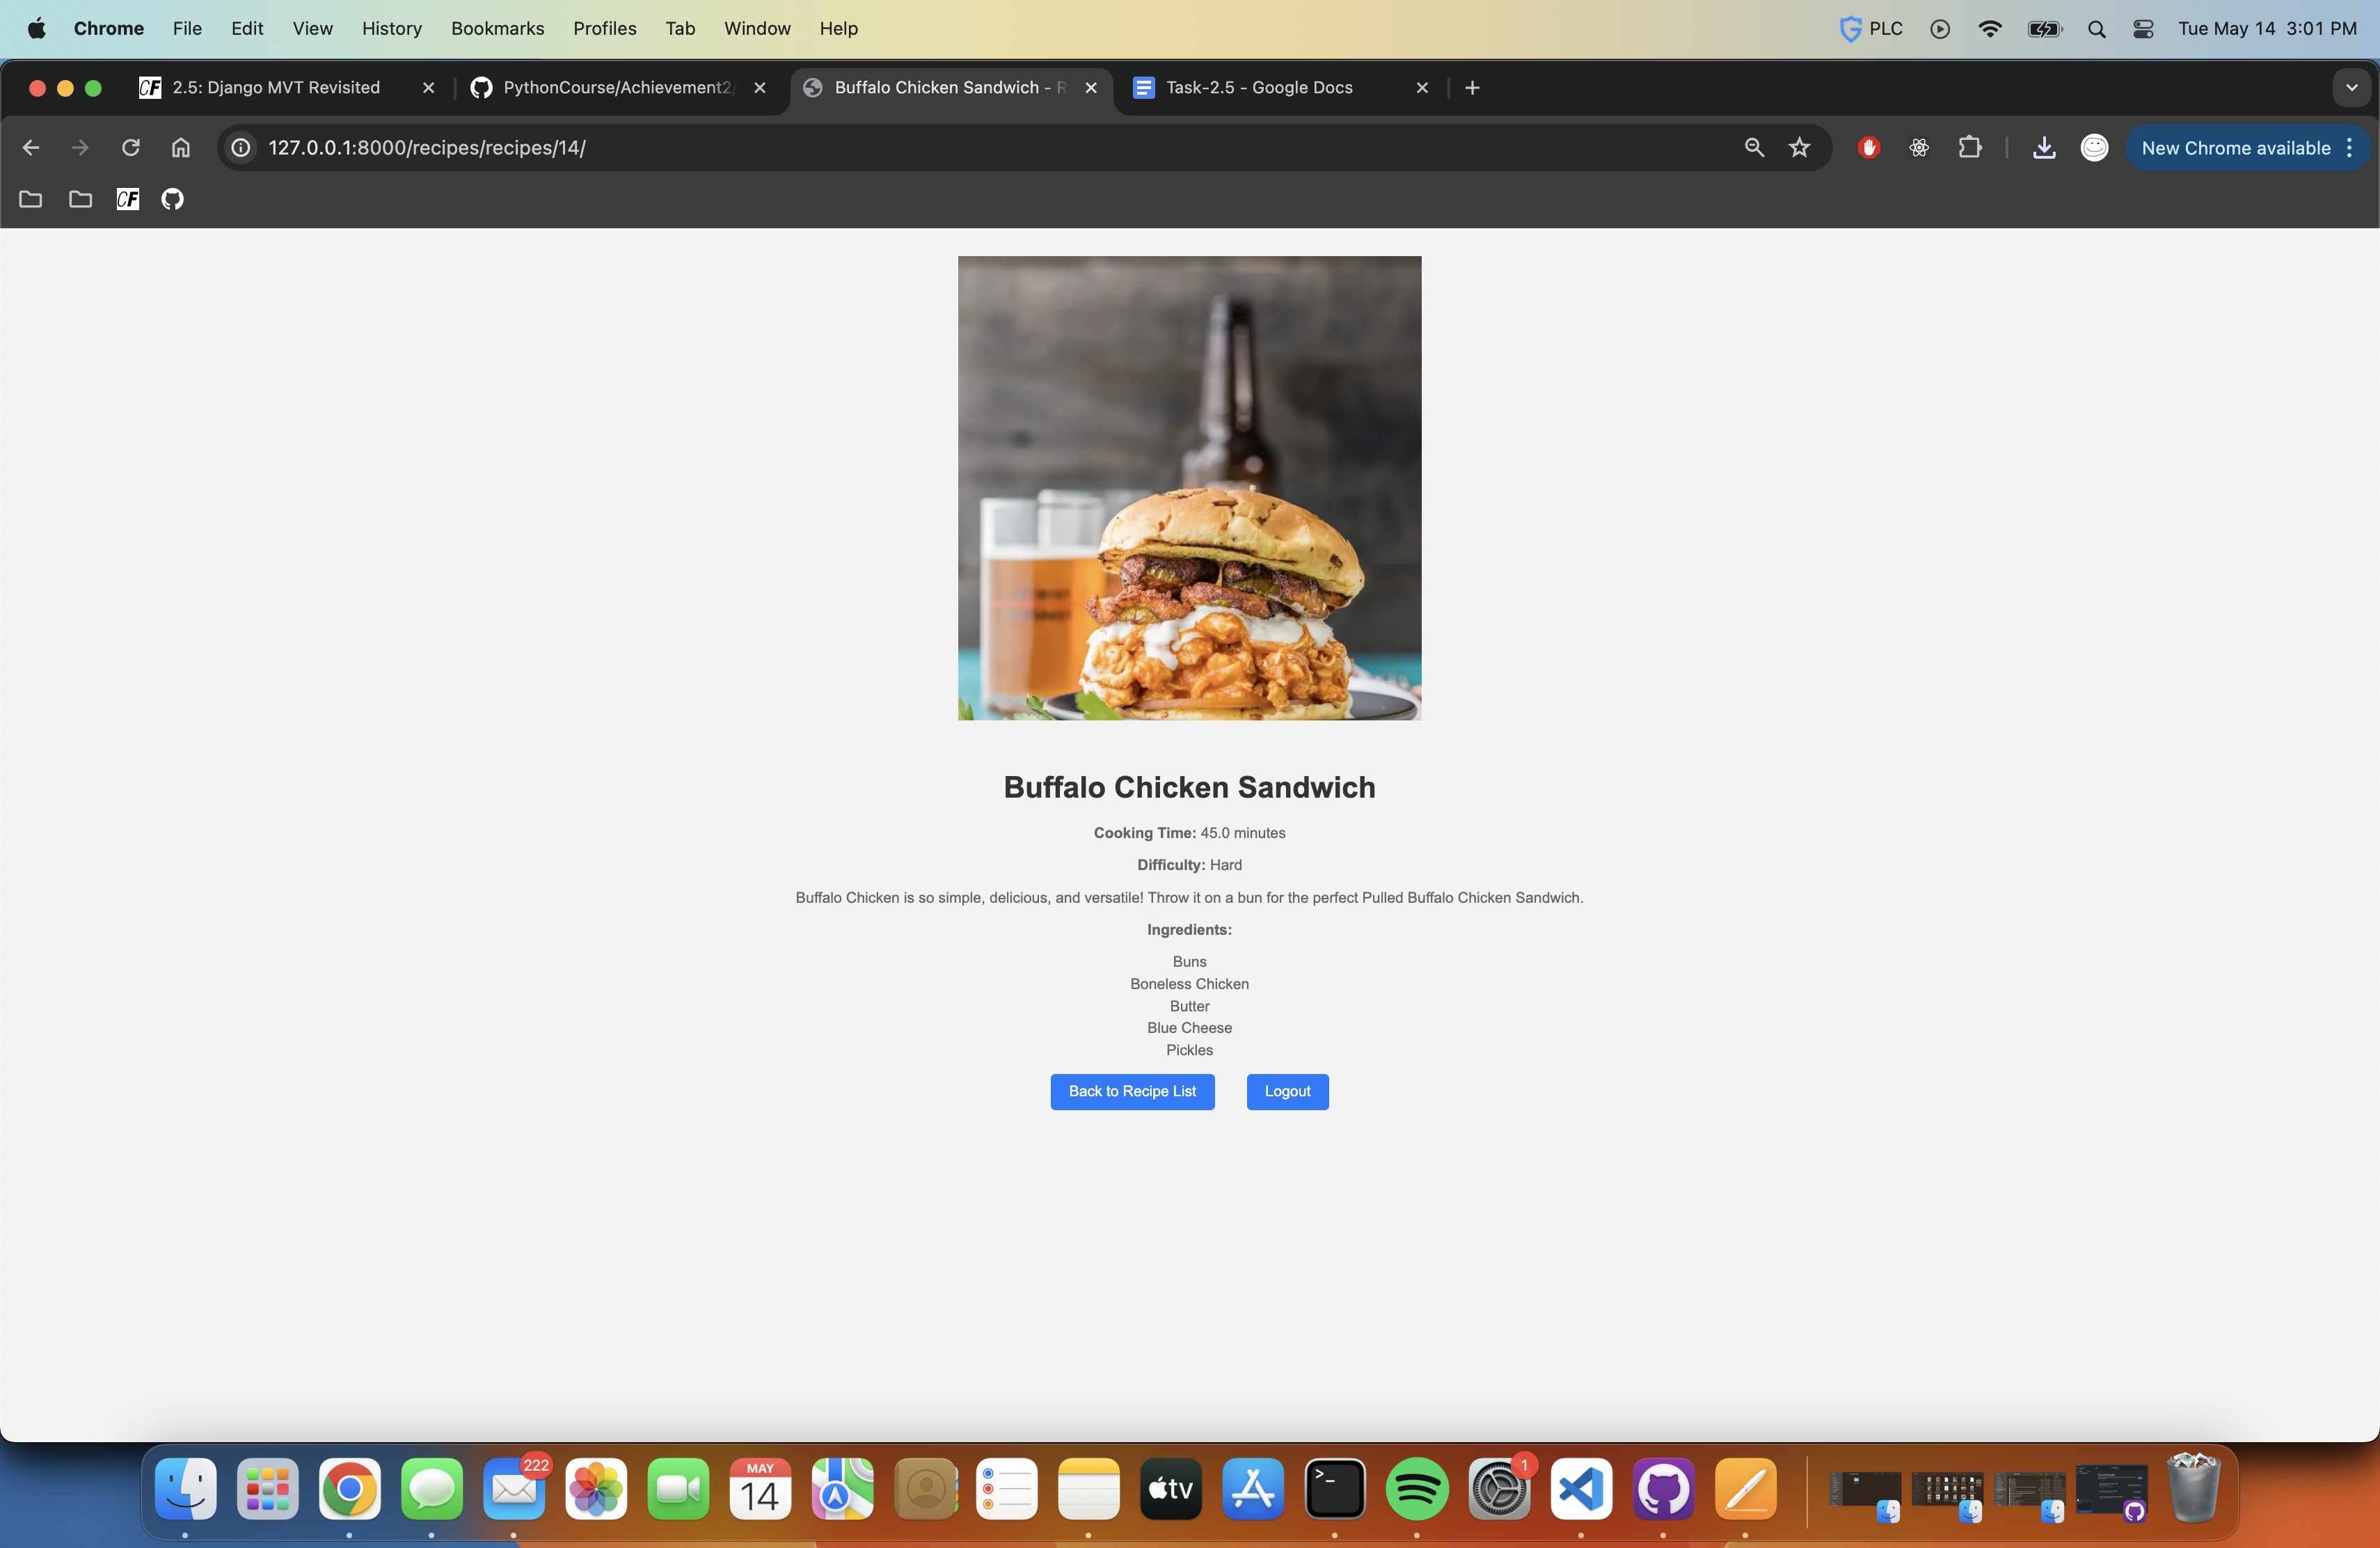 Chrome File Edit View History Bookmarks Profiles Tab Window Help PLC Tue May 14 3:01 PM
CF 2.5: Django MVT Revisited PythonCourse/Achievement2/ Buffalo Chicken Sandwich - R Task-2.5 - Google Docs
127.0.0.1:8000/recipes/recipes/14/ New Chrome available
CF
Buffalo Chicken Sandwich
Cooking Time: 45.0 minutes
Difficulty: Hard
Buffalo Chicken is so simple, delicious, and versatile! Throw it on a bun for the perfect Pulled Buffalo Chicken Sandwich.
Ingredients:
Buns
Boneless Chicken
Butter
Blue Cheese
Pickles
Back to Recipe List Logout
222 MAY 14 tv >_ 1